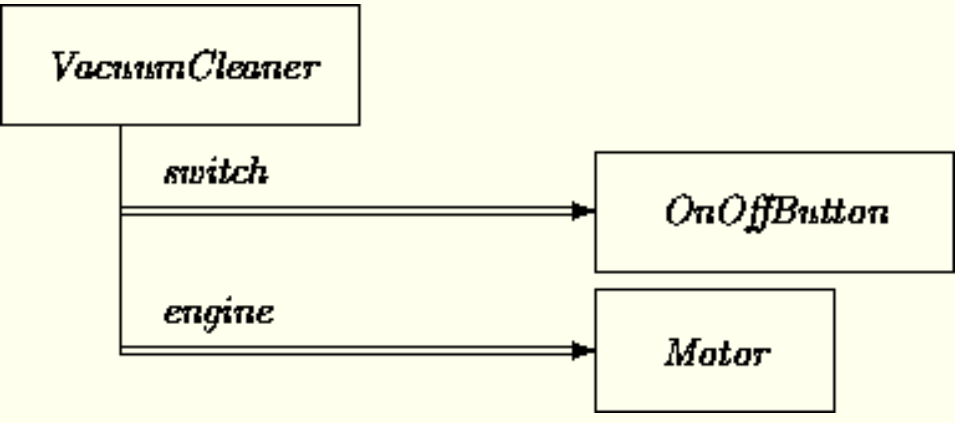 VacuumCleaner
switch
OnOffButton
engine
Motor